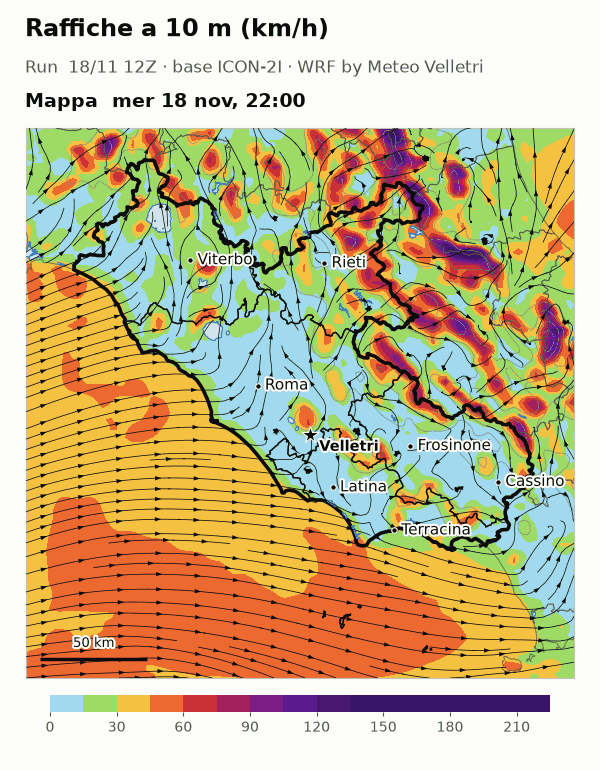 Raffiche a 10 m (km/h)
Run  18/11 12Z · base ICON-2I · WRF by Meteo Velletri
Mappa  mer 18 nov, 22:00
Viterbo
Rieti
Roma
Velletri
Frosinone
Latina
Cassino
Terracina
50 km
0 30 60 90 120 150 180 210